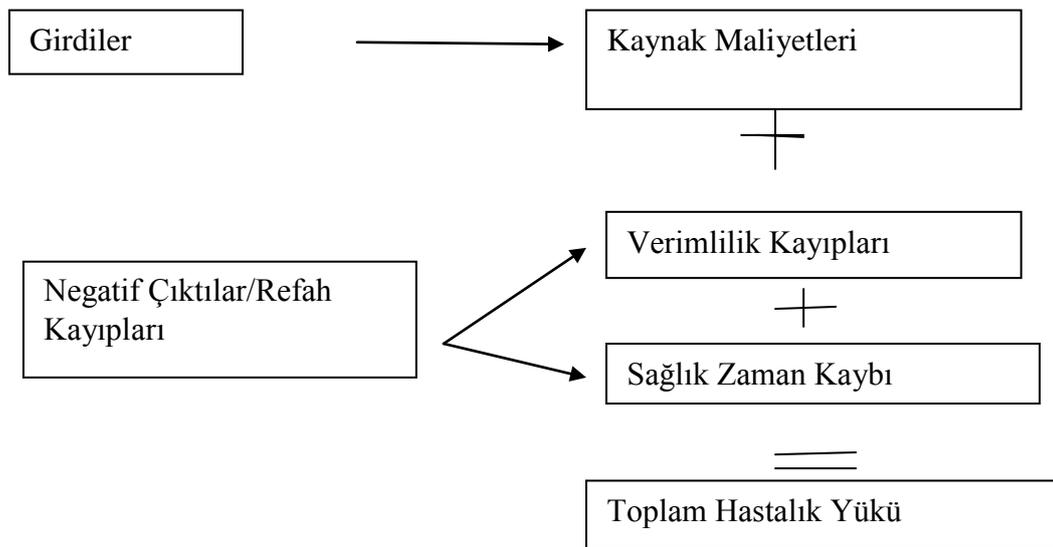 Girdiler
Kaynak Maliyetleri
+
Verimlilik Kayıpları
Negatif Çıktılar/Refah
Kayıpları
+
Sağlık Zaman Kaybı
=
Toplam Hastalık Yükü